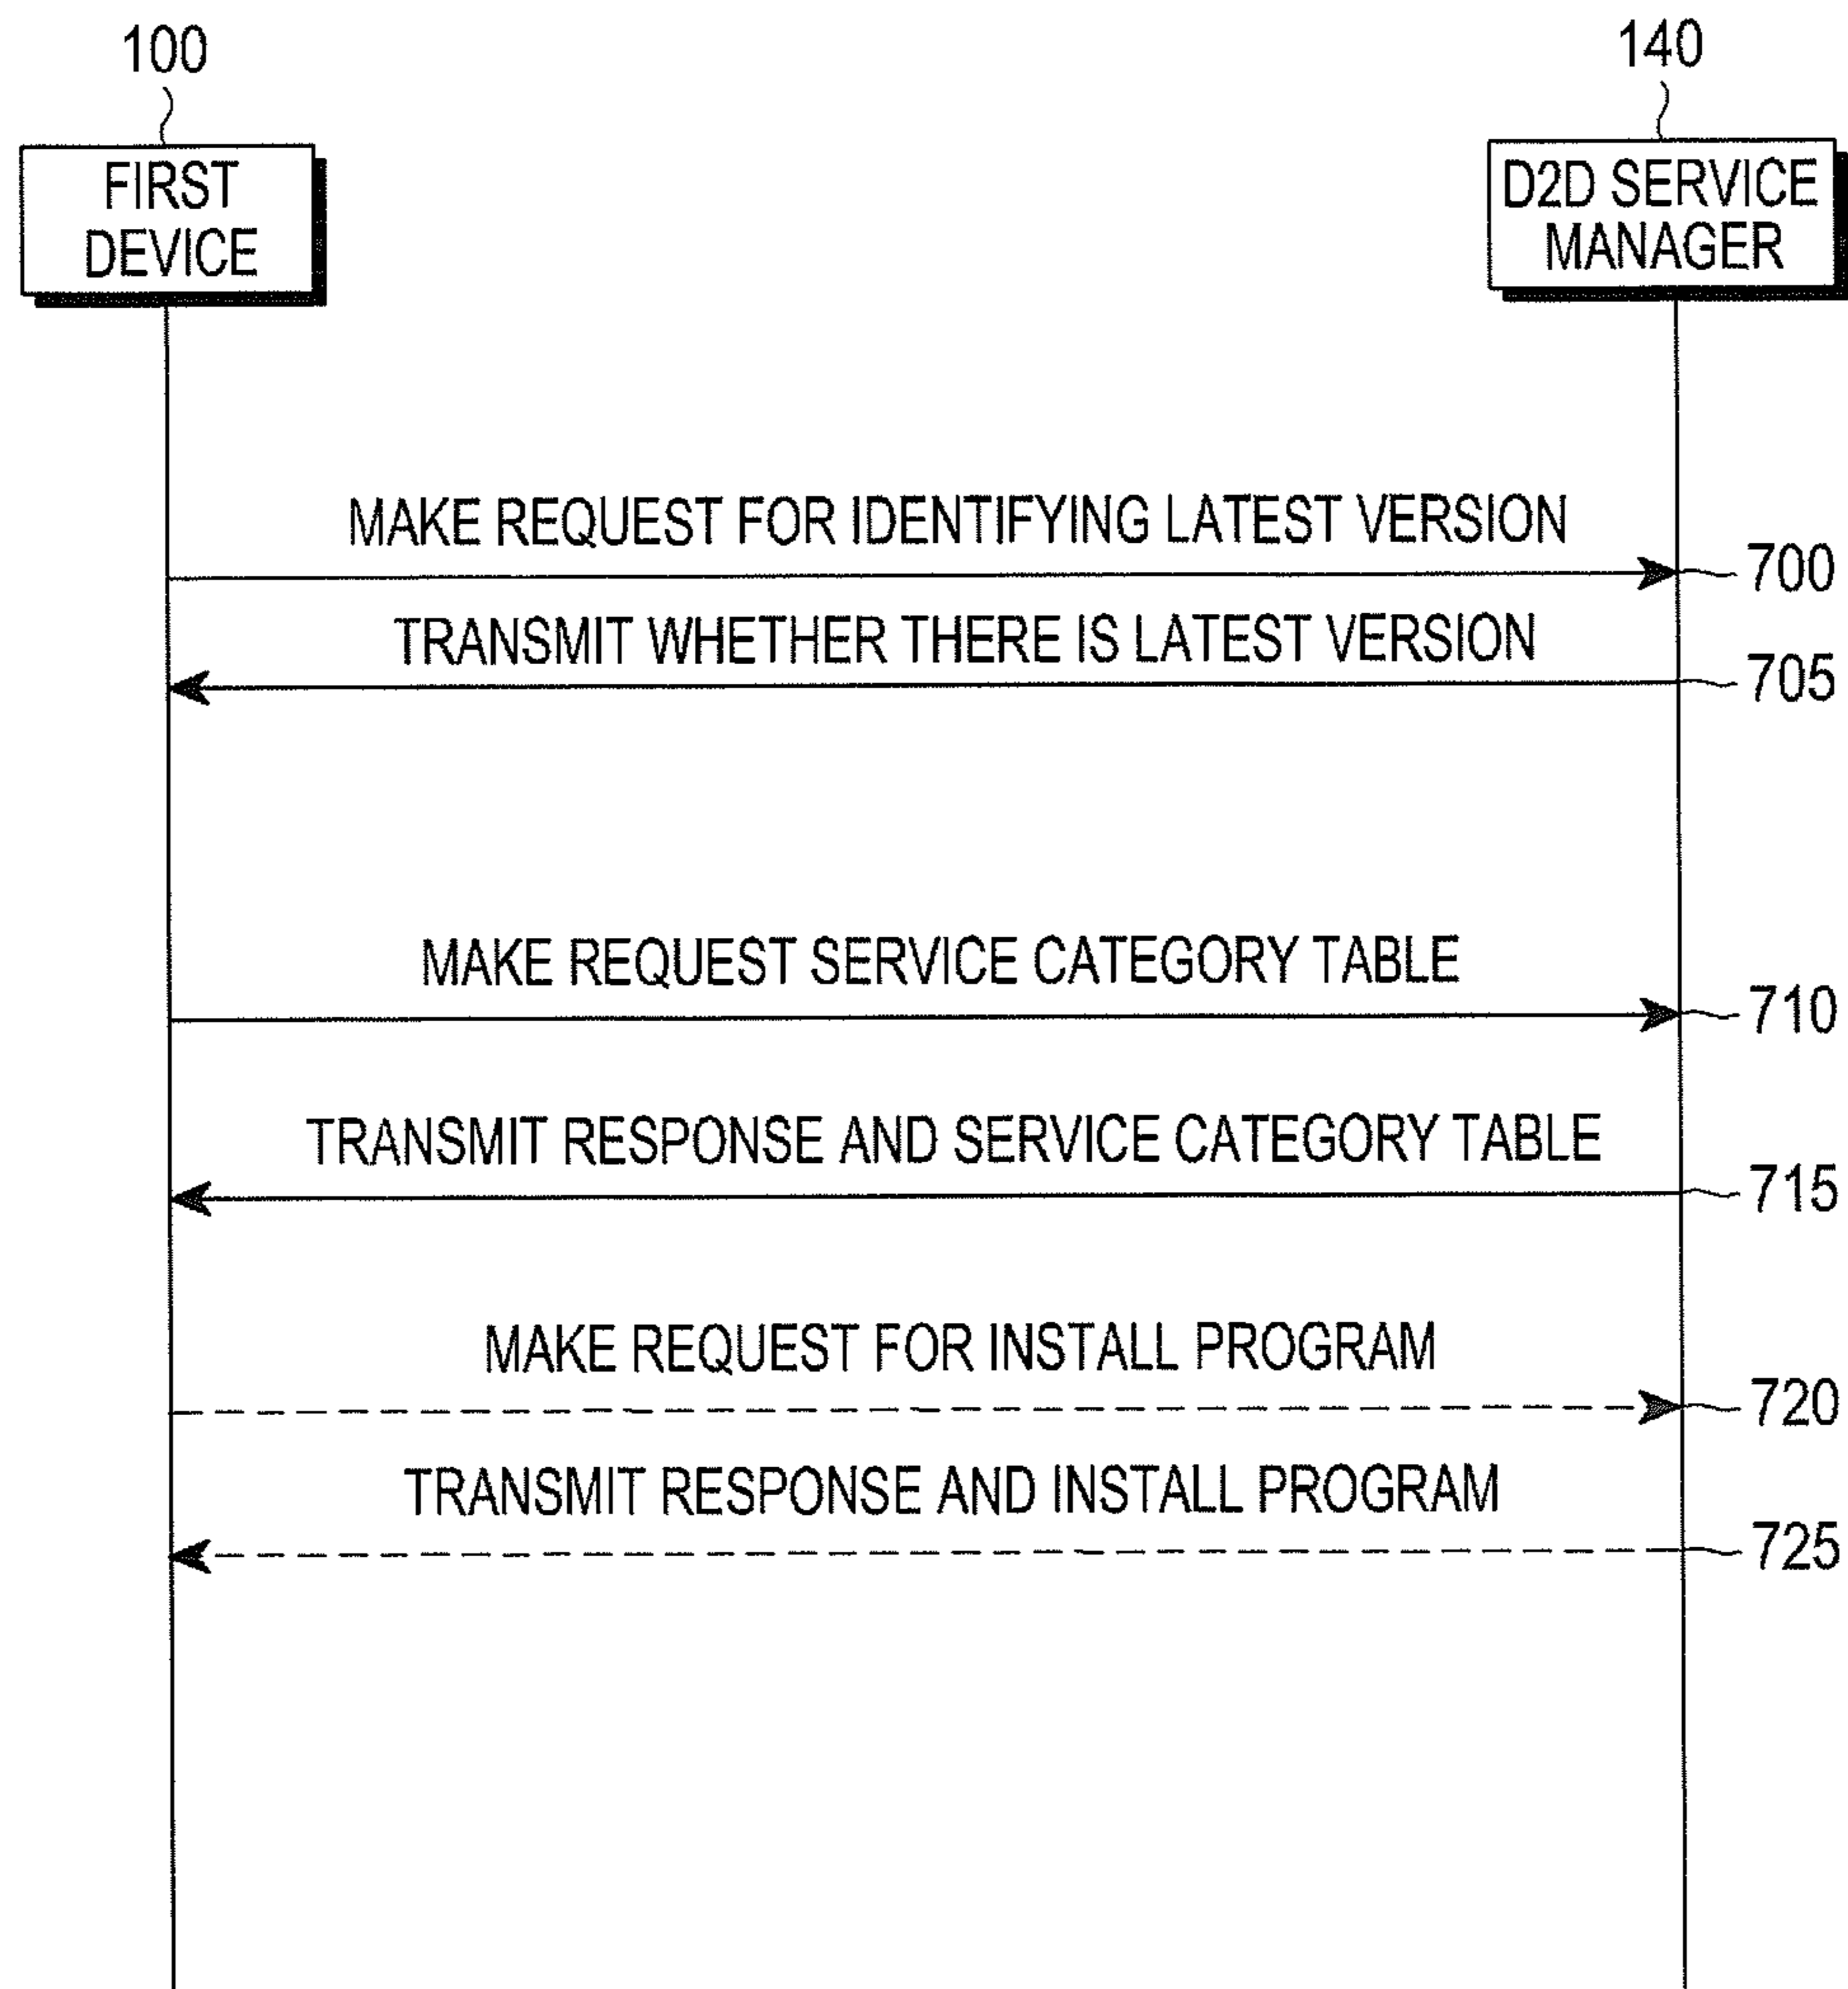 100
140
FIRST
DEVICE
D2D SERVICE
MANAGER
MAKE REQUEST FOR IDENTIFYING LATEST VERSION
700
TRANSMIT WHETHER THERE IS LATEST VERSION
705
MAKE REQUEST SERVICE CATEGORY TABLE
710
TRANSMIT RESPONSE AND SERVICE CATEGORY TABLE
715
MAKE REQUEST FOR INSTALL PROGRAM
720
TRANSMIT RESPONSE AND INSTALL PROGRAM
725